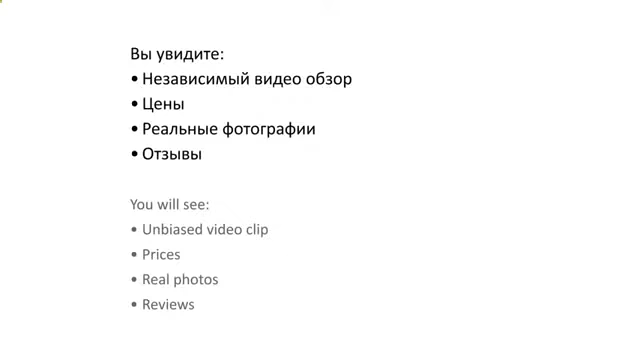 Вы увидите:
• Независимый видео обзор
• Цены
• Реальные фотографии
• Отзывы
You will see:
• Unbiased video clip
• Prices
• Real photos
• Reviews